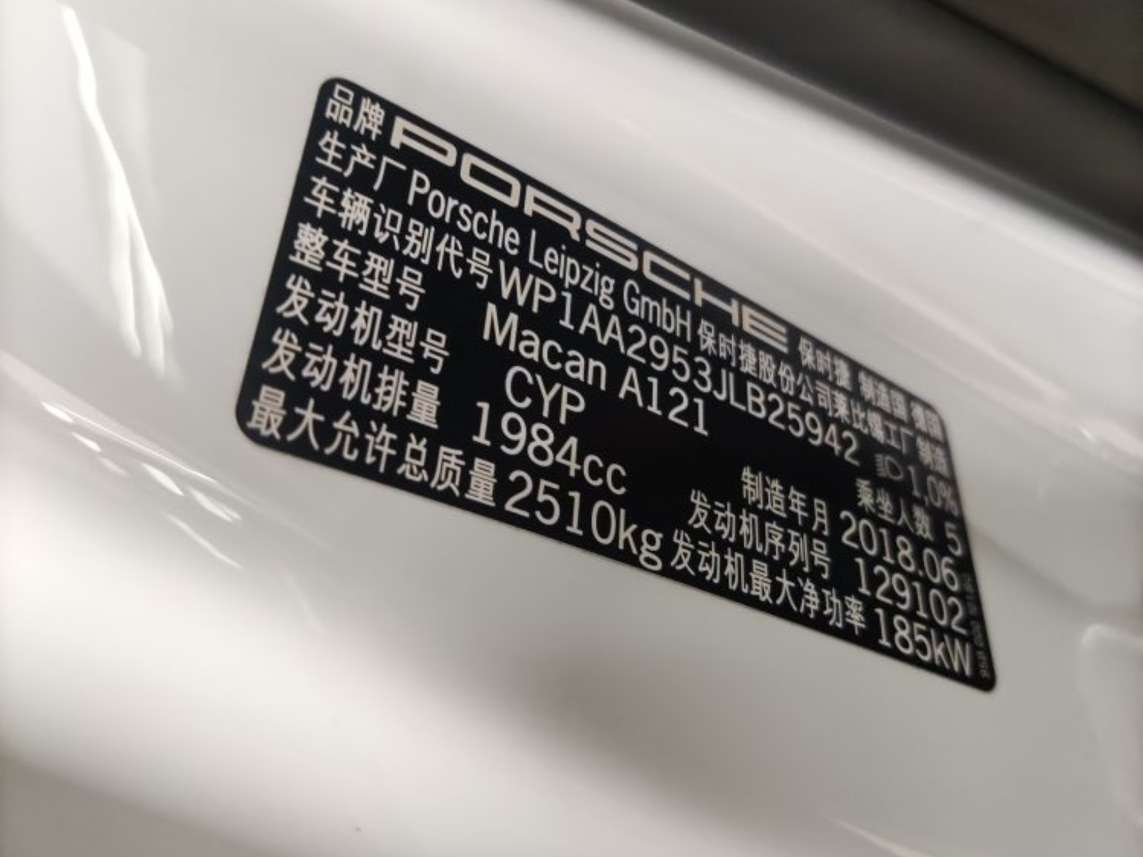 品牌 PORSCHE 保时捷 制造国 德国
生产厂 Porsche Leipzig GmbH 保时捷股份公司莱比锡工厂 制造
车辆识别代号 WP1AA2953JLB25942 1,0%
整车型号 Macan A121 乘坐人数 5
发动机型号 CYP 制造年月 2018.06
发动机排量 1984cc 发动机序列号 129102
最大允许总质量 2510kg 发动机最大净功率 185kW